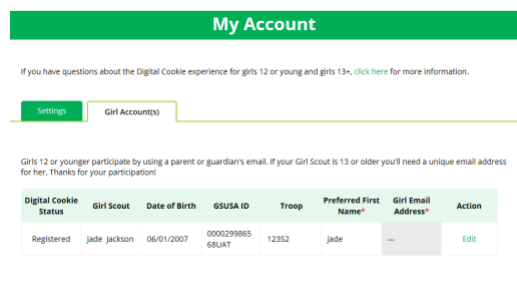 My Account
If you have questions about the Digital Cookie experience for girls 12 or young and girls 13+, click here for more information.
Settings
Girl Account(s)
Girls 12 or younger participate by using a parent or guardian's email. If your Girl Scout is 13 or older you'll need a unique email address
for her. Thanks for your participation!
Digital Cookie Status Girl Scout Date of Birth GSUSA ID Troop Preferred First Name* Girl Email Address* Action
Registered Jade Jackson 06/01/2007 0000299865 68UAT 12352 Jade --- Edit